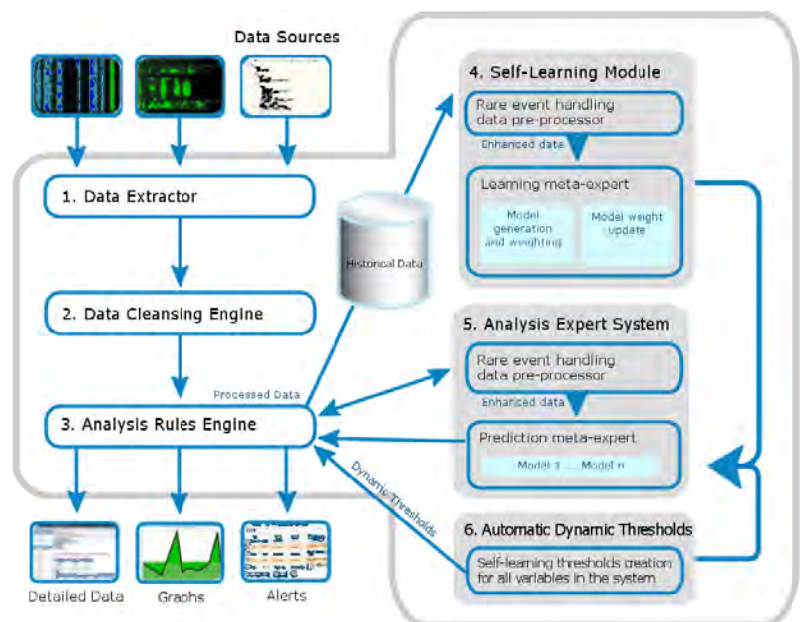 Data Sources
1. Data Extractor
2. Data Cleansing Engine
Processed Data
3. Analysis Rules Engine
Detailed Data
Graphs
Alerts
Historical Data
Dynamic Thresholds
4. Self-Learning Module
Rare event handling
data pre-processor
Enhanced data
Learning meta-expert
Model
generation
and weighting
Model weight
update
5. Analysis Expert System
Rare event handling
data pre-processor
Enhanced data
Prediction meta-expert
Model 1 .... Model n
6. Automatic Dynamic Thresholds
Self-learning thresholds creation
for all variables in the system